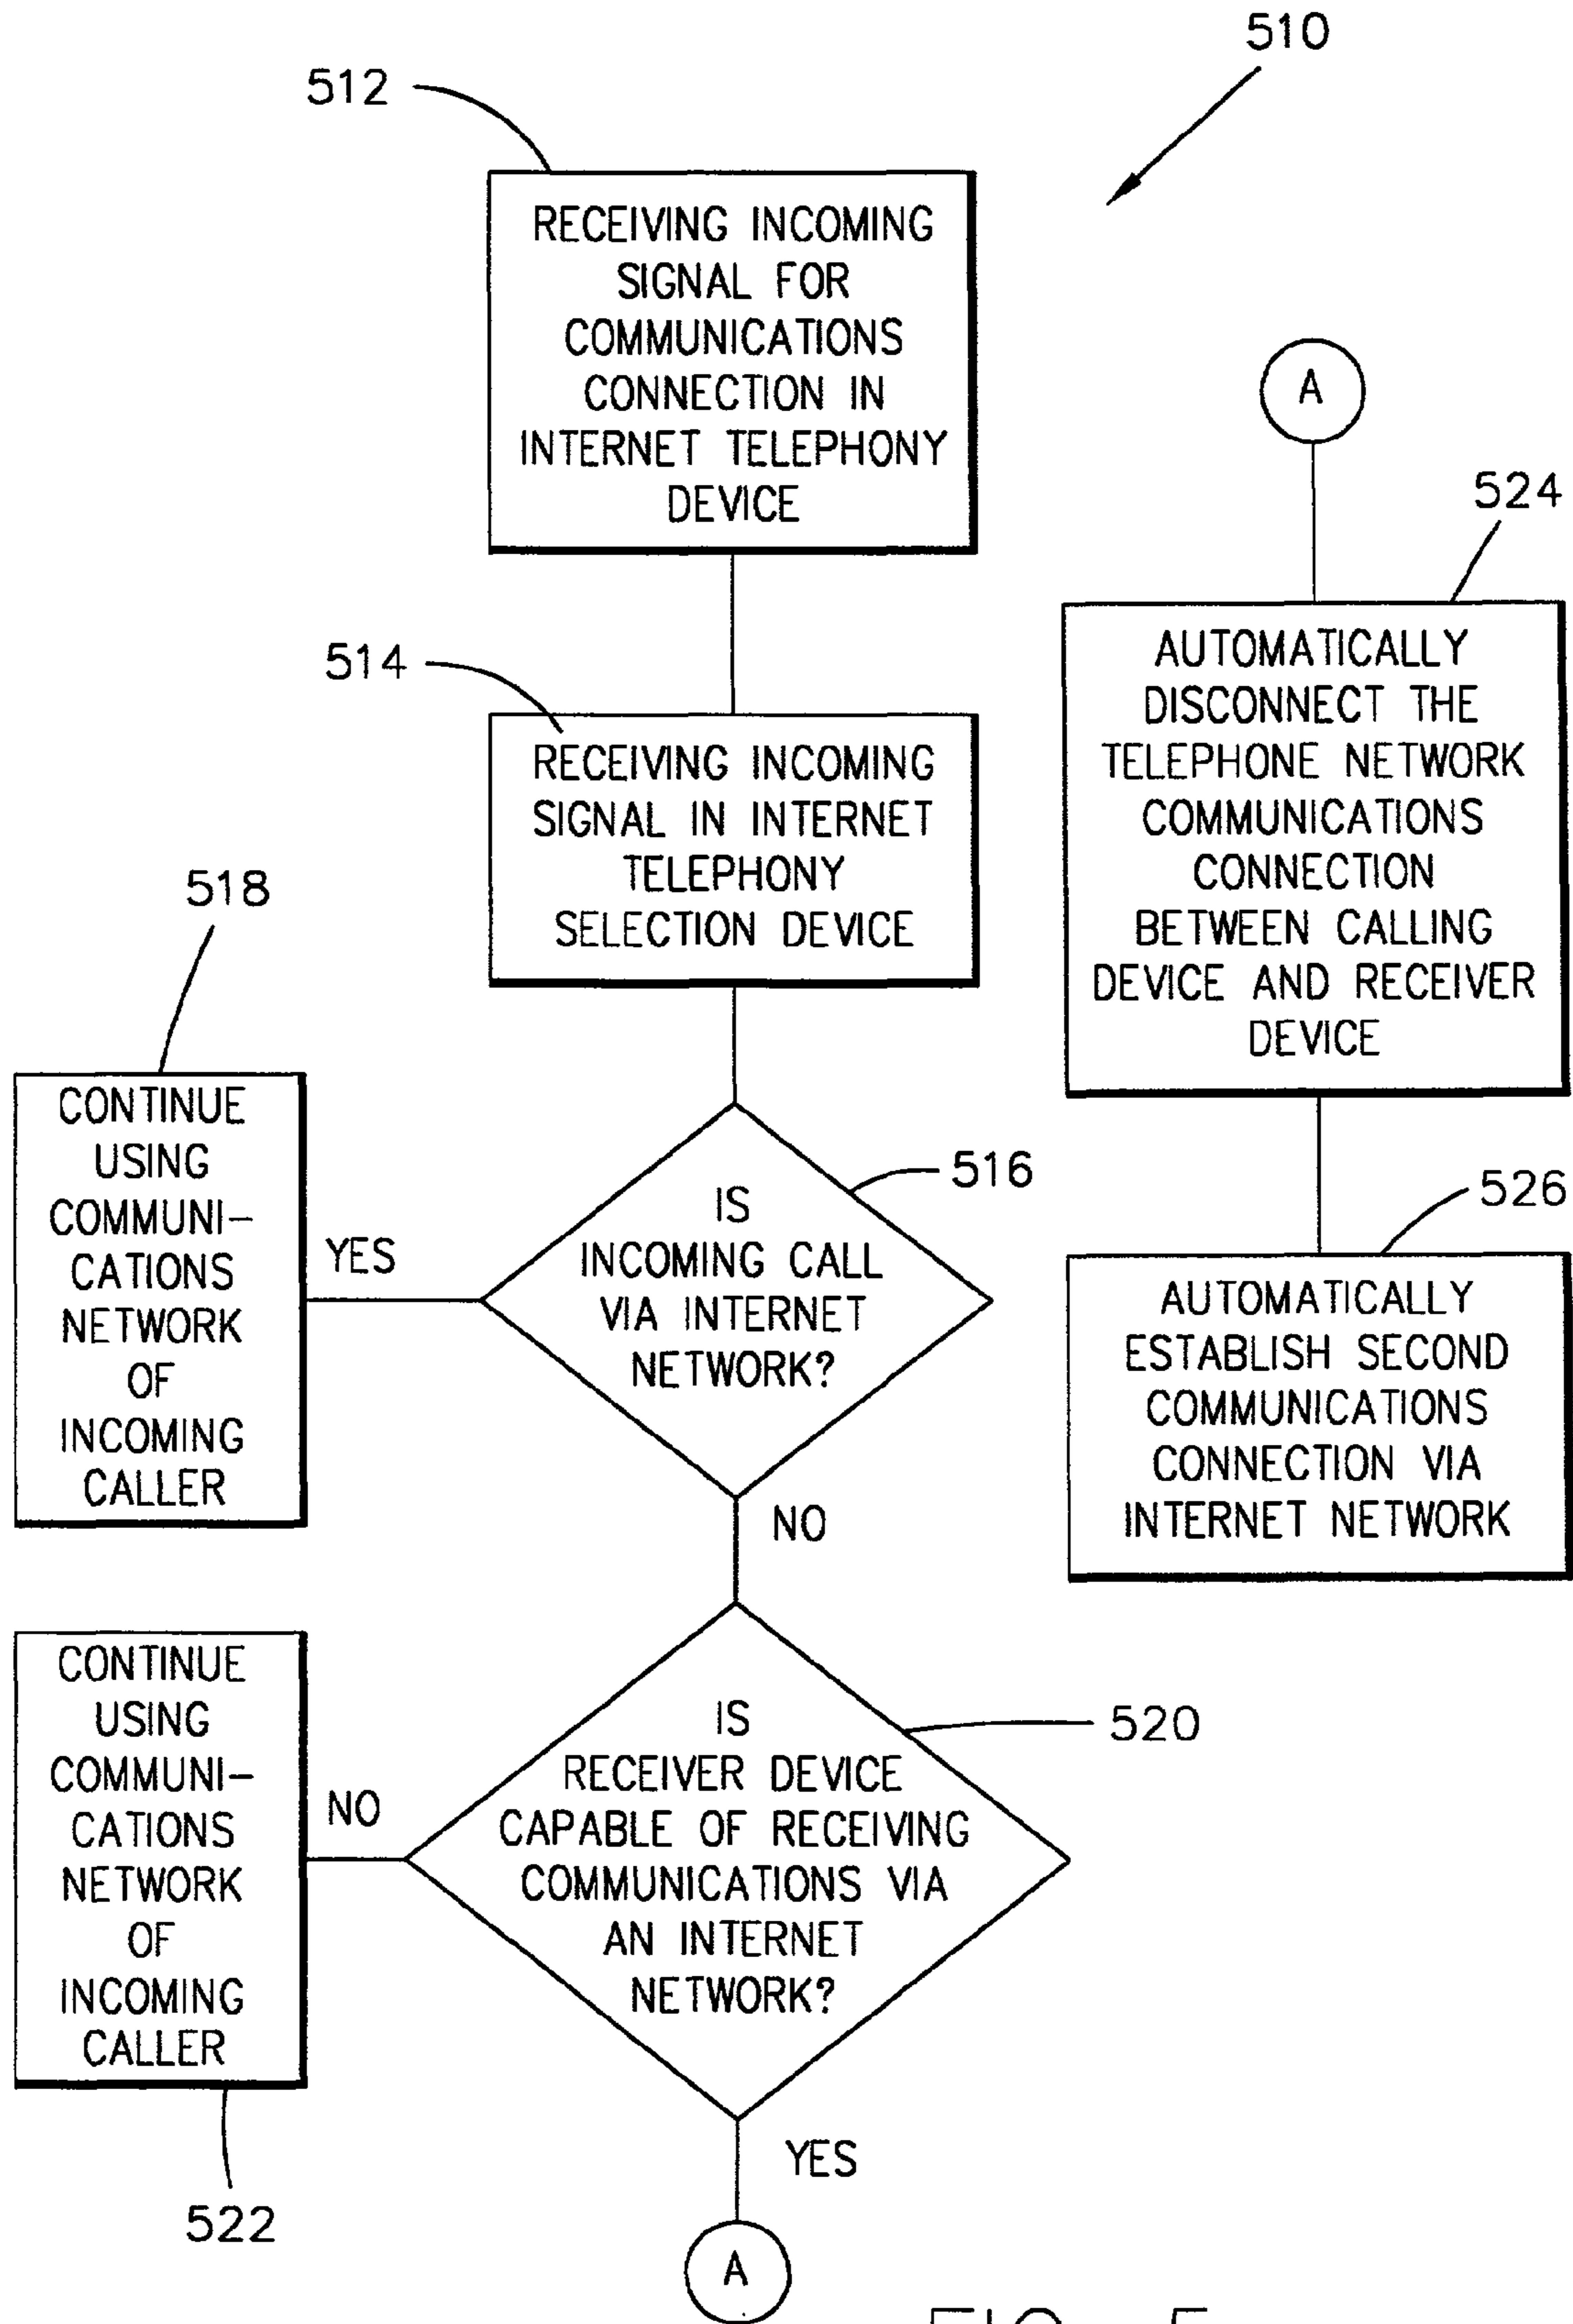 510
512
RECEIVING INCOMING
SIGNAL FOR
COMMUNICATIONS
CONNECTION IN
INTERNET TELEPHONY
DEVICE
514
RECEIVING INCOMING
SIGNAL IN INTERNET
TELEPHONY
SELECTION DEVICE
516
IS
INCOMING CALL
VIA INTERNET
NETWORK?
YES
518
CONTINUE
USING
COMMUNI-
CATIONS
NETWORK
OF
INCOMING
CALLER
NO
520
IS
RECEIVER DEVICE
CAPABLE OF RECEIVING
COMMUNICATIONS VIA
AN INTERNET
NETWORK?
NO
CONTINUE
USING
COMMUNI-
CATIONS
NETWORK
OF
INCOMING
CALLER
522
YES
A
A
524
AUTOMATICALLY
DISCONNECT THE
TELEPHONE NETWORK
COMMUNICATIONS
CONNECTION
BETWEEN CALLING
DEVICE AND RECEIVER
DEVICE
526
AUTOMATICALLY
ESTABLISH SECOND
COMMUNICATIONS
CONNECTION VIA
INTERNET NETWORK